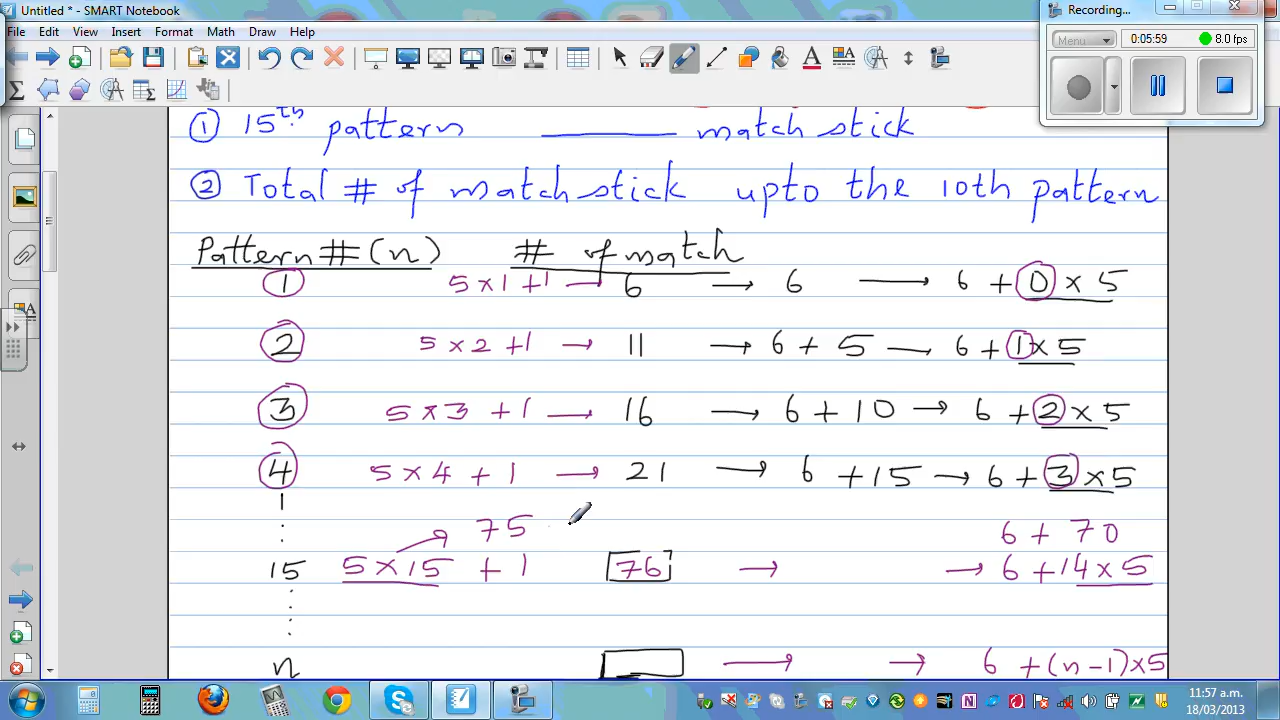 Untitled * - SMART Notebook
Recording...
File Edit View Insert Format Math Draw Help
Menu 0:05:59 8.0 fps
① 15th pattern ______ match stick
② Total # of match stick upto the 10th pattern
Pattern # (n) # of match
1 5×1+1 → 6 → 6 → 6 + 0 × 5
2 5×2+1 → 11 → 6 + 5 → 6 + 1×5
3 5×3+1 → 16 → 6 + 10 → 6 + 2×5
4 5×4+1 → 21 → 6 + 15 → 6 + 3×5
75 6 + 70
15 5×15 + 1 76 → → 6 + 14×5
n → → 6 + (n-1)×5
11:57 a.m.
18/03/2013